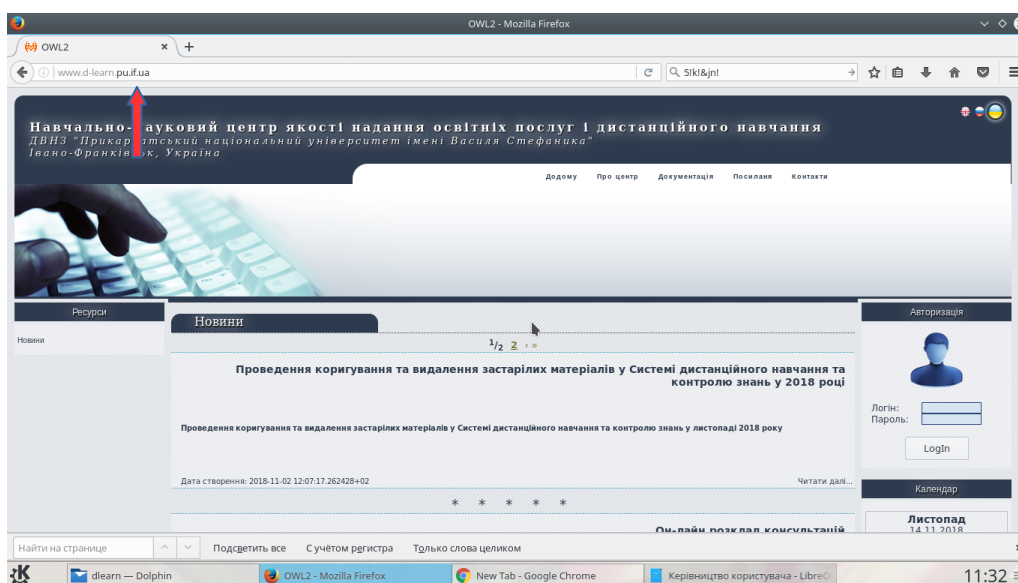 OWL2 - Mozilla Firefox
OWL2
www.d-learn.pu.if.ua
5!k!&jn!
Навчально- ауковий центр якості надання освітніх послуг і дистанційного навчання
ДВНЗ "Прикарпатський національний університет імені Василя Стефаника"
Івано-Франківськ, Україна
Додому Про центр Документація Посиланя Контакти
Ресурси
Новини
Новини
1/2 2 › »
Проведення коригування та видалення застарілих матеріалів у Системі дистанційного навчання та
контролю знань у 2018 році
Проведення коригування та видалення застарілих матеріалів у Системі дистанційного навчання та контролю знань у листопаді 2018 року
Дата створення: 2018-11-02 12:07:17.262428+02
Читати далі...
* * * * *
Он-лайн розклад консультацій
Авторизація
Логін:
Пароль:
LogIn
Календар
Листопад
14.11.2018
Найти на странице
Подсветить все С учётом регистра Только слова целиком
dlearn — Dolphin
OWL2 - Mozilla Firefox
New Tab - Google Chrome
Керівництво користувача - LibreO
11:32